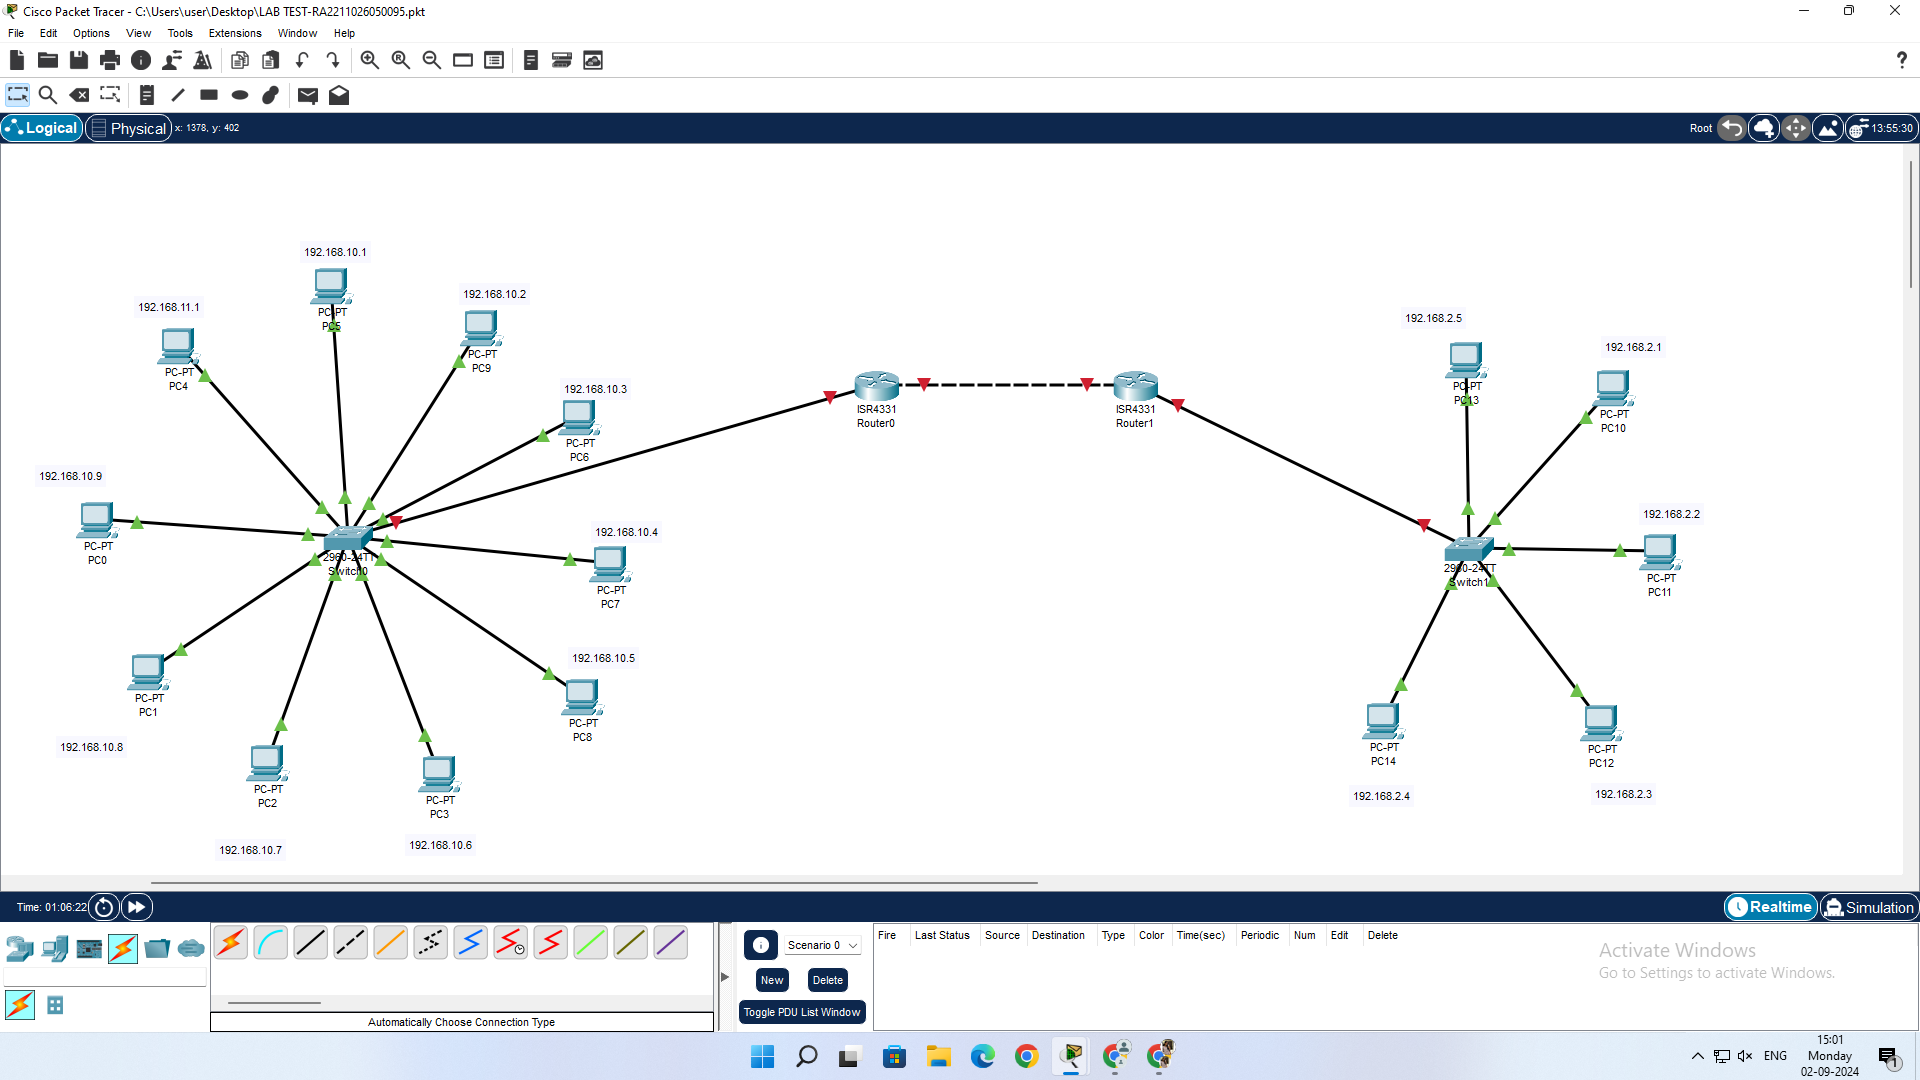 Cisco Packet Tracer - C:\Users\user\Desktop\LAB TEST-RA2211026050095.pkt
File Edit Options View Tools Extensions Window Help
Logical Physical x: 1378, y: 402 Root 13:55:30
192.168.10.1
PC-PT
PC5
192.168.10.2
PC-PT
PC9
192.168.11.1
PC-PT
PC4
192.168.10.3
PC-PT
PC6
192.168.10.9
PC-PT
PC0
2960-24TT
Switch0
192.168.10.4
PC-PT
PC7
192.168.10.5
PC-PT
PC8
PC-PT
PC1
192.168.10.8
PC-PT
PC2
192.168.10.7
PC-PT
PC3
192.168.10.6
ISR4331
Router0
ISR4331
Router1
192.168.2.5
PC-PT
PC13
192.168.2.1
PC-PT
PC10
192.168.2.2
PC-PT
PC11
2960-24TT
Switch1
PC-PT
PC14
192.168.2.4
PC-PT
PC12
192.168.2.3
Time: 01:06:22
Realtime Simulation
Automatically Choose Connection Type
Scenario 0
New Delete
Toggle PDU List Window
Fire Last Status Source Destination Type Color Time(sec) Periodic Num Edit Delete
Activate Windows
Go to Settings to activate Windows.
ENG
15:01
Monday
02-09-2024
1